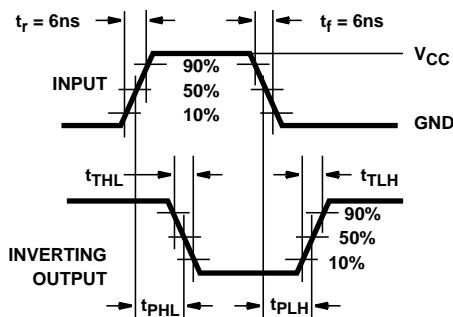 tr = 6ns
tf = 6ns
VCC
90%
INPUT
50%
10%
GND
tTHL
tTLH
90%
50%
INVERTING
OUTPUT
10%
tPHL
tPLH